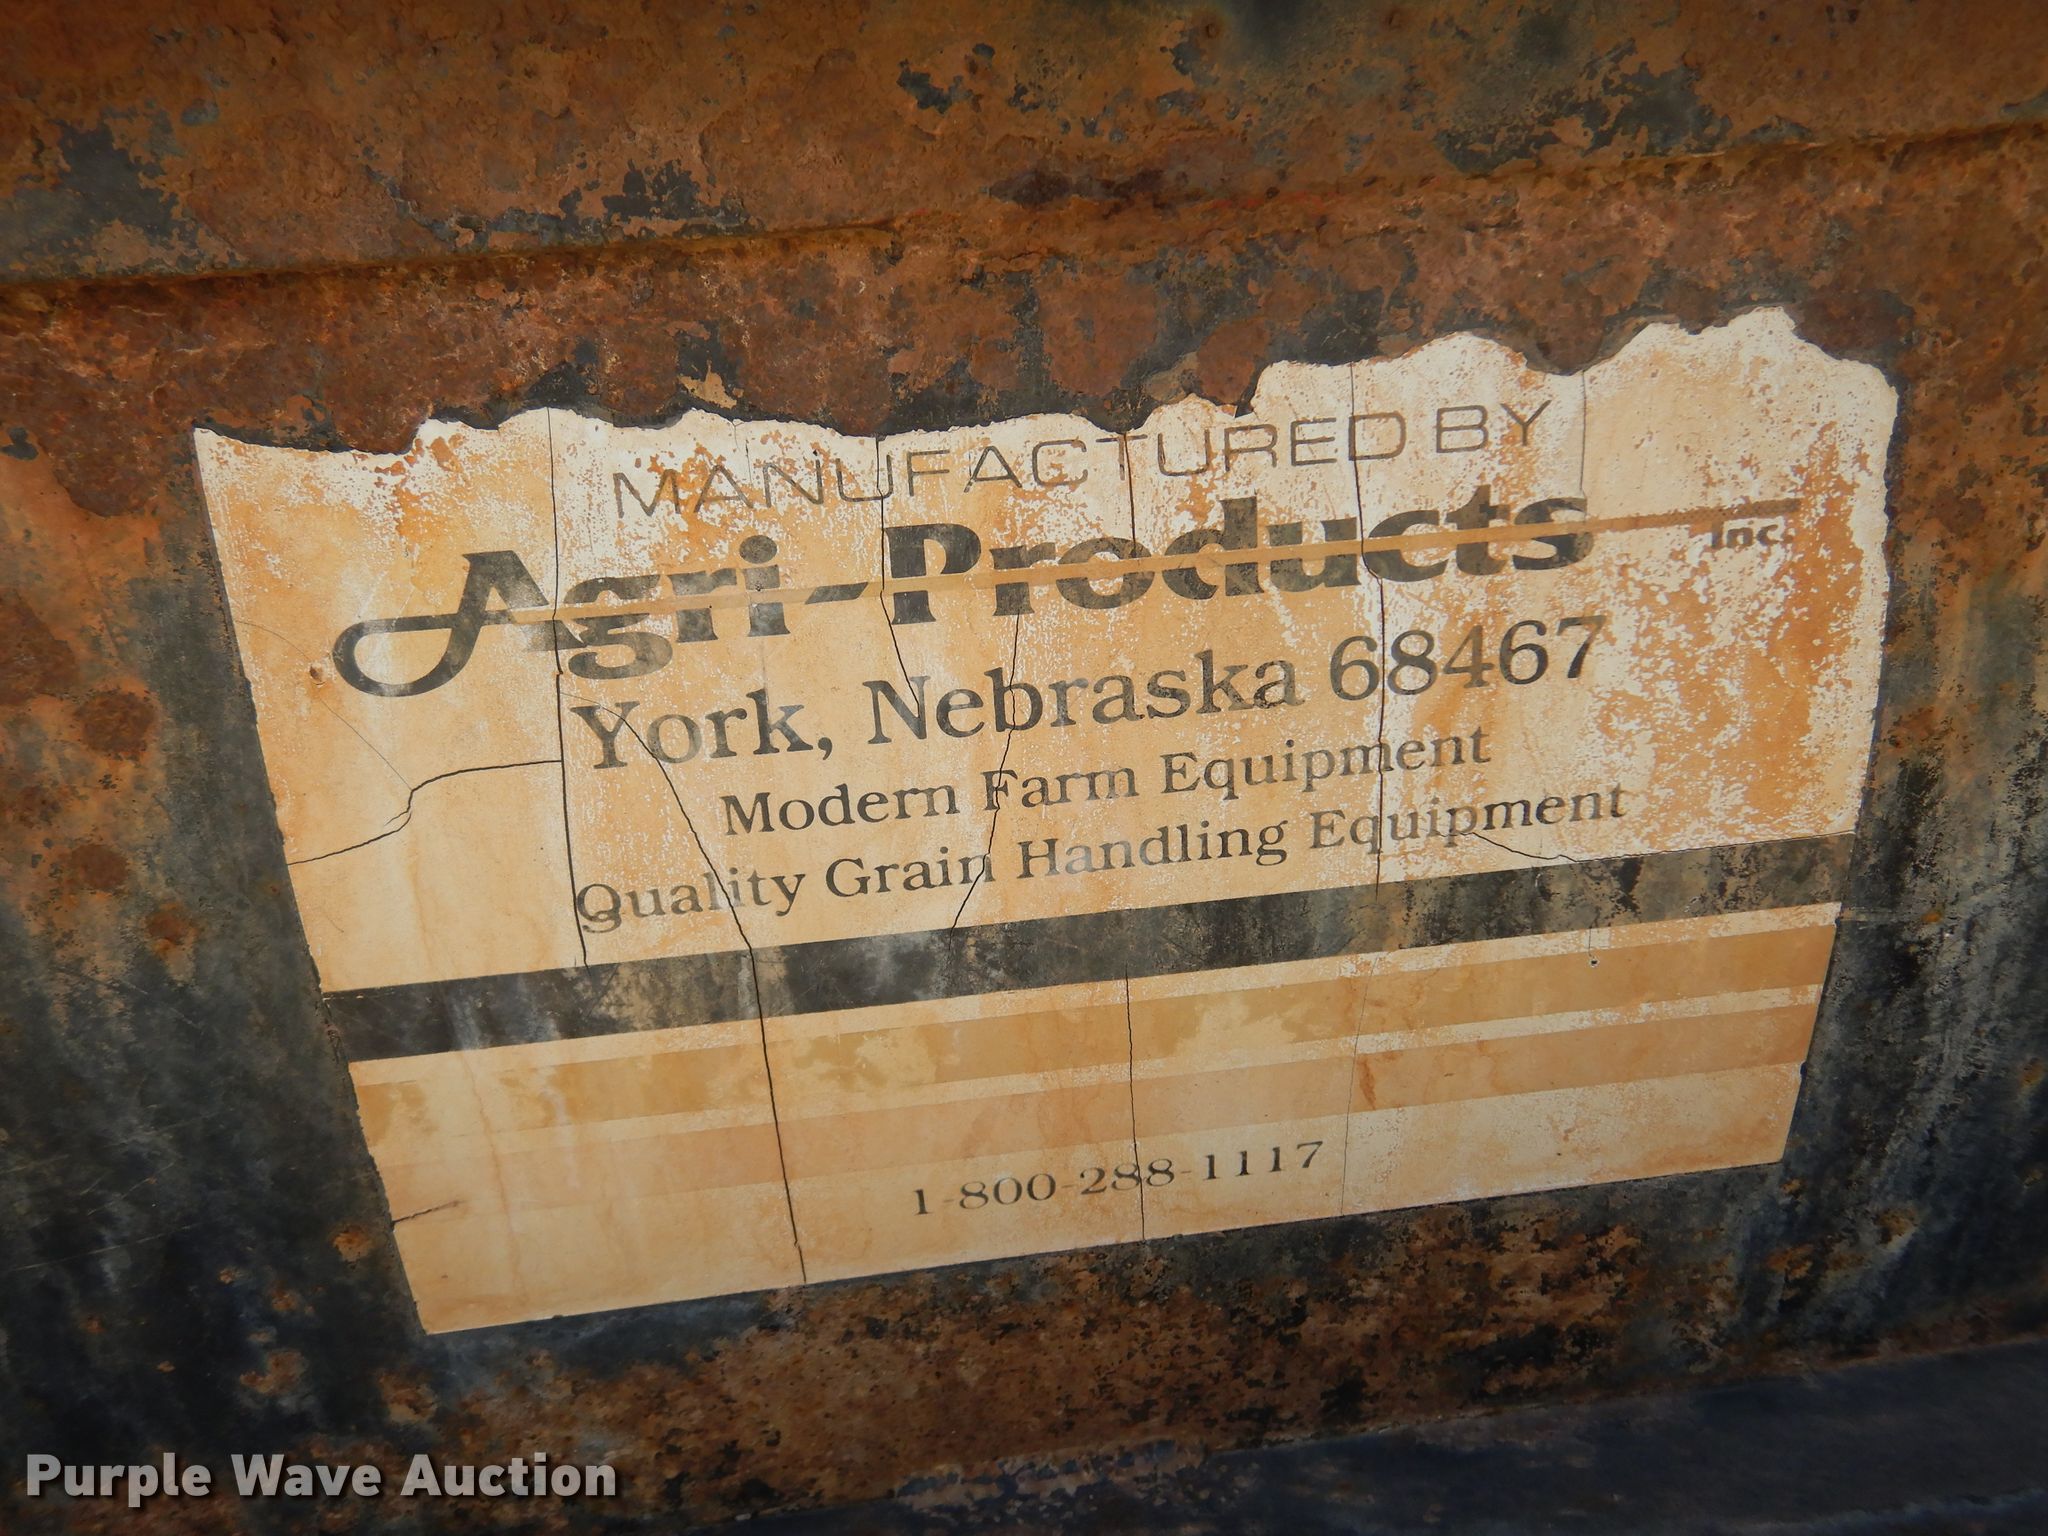 MANUFACTURED BY
Agri-Products Inc.
York, Nebraska 68467
Modern Farm Equipment
Quality Grain Handling Equipment
1-800-288-1117
Purple Wave Auction